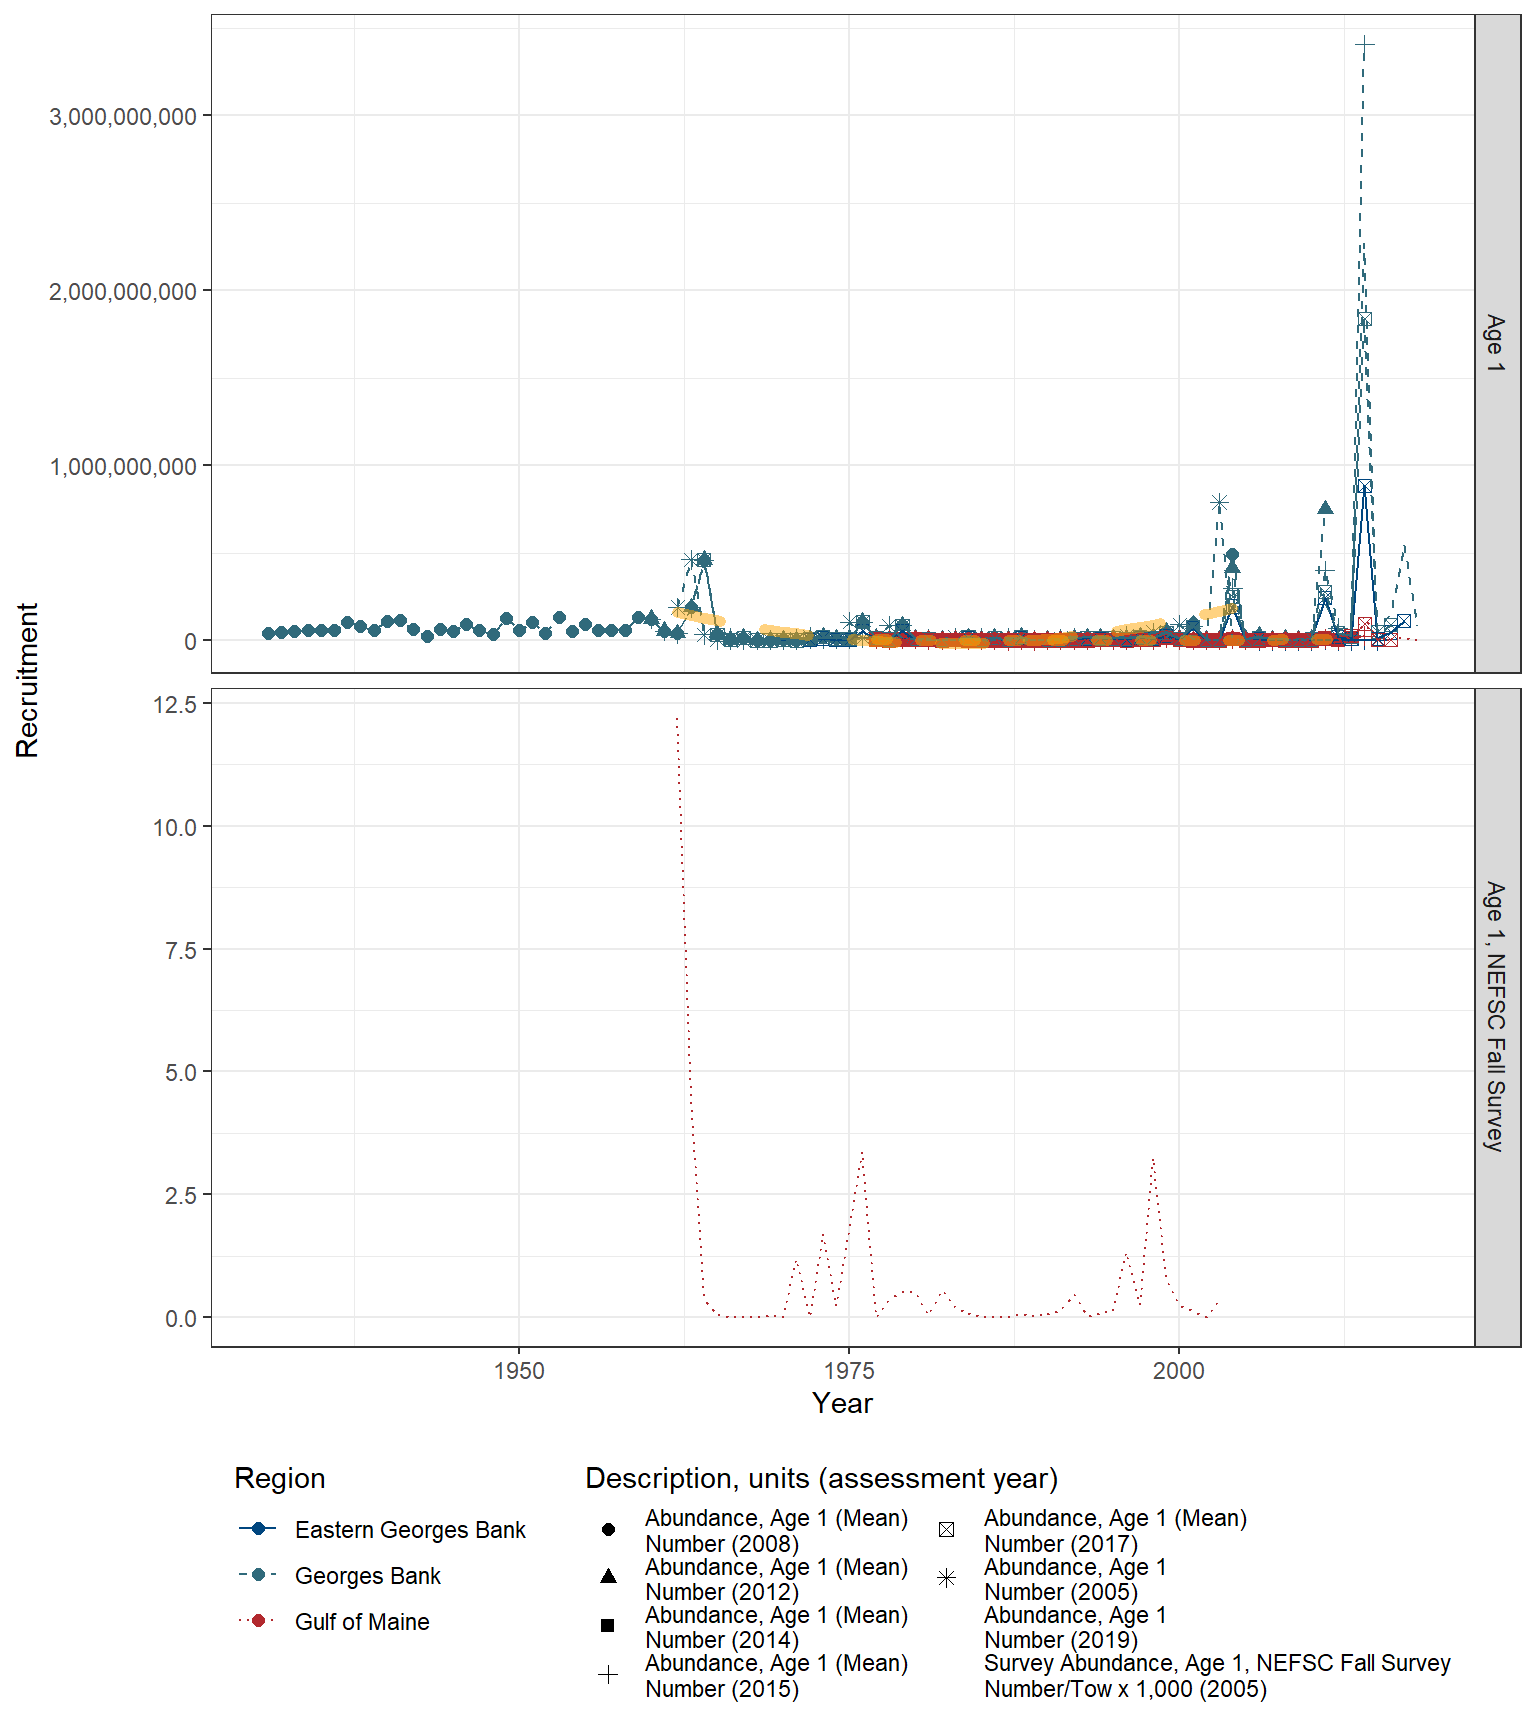 3,000,000,000
2,000,000,000
1,000,000,000
0
Age 1
Recruitment
12.5
10.0
7.5
5.0
2.5
0.0
Age 1, NEFSC Fall Survey
1950
1975
2000
Year
Region
Eastern Georges Bank
Georges Bank
Gulf of Maine
Description, units (assessment year)
Abundance, Age 1 (Mean)
Number (2008)
Abundance, Age 1 (Mean)
Number (2012)
Abundance, Age 1 (Mean)
Number (2014)
Abundance, Age 1 (Mean)
Number (2015)
Abundance, Age 1 (Mean)
Number (2017)
Abundance, Age 1
Number (2005)
Abundance, Age 1
Number (2019)
Survey Abundance, Age 1, NEFSC Fall Survey
Number/Tow x 1,000 (2005)